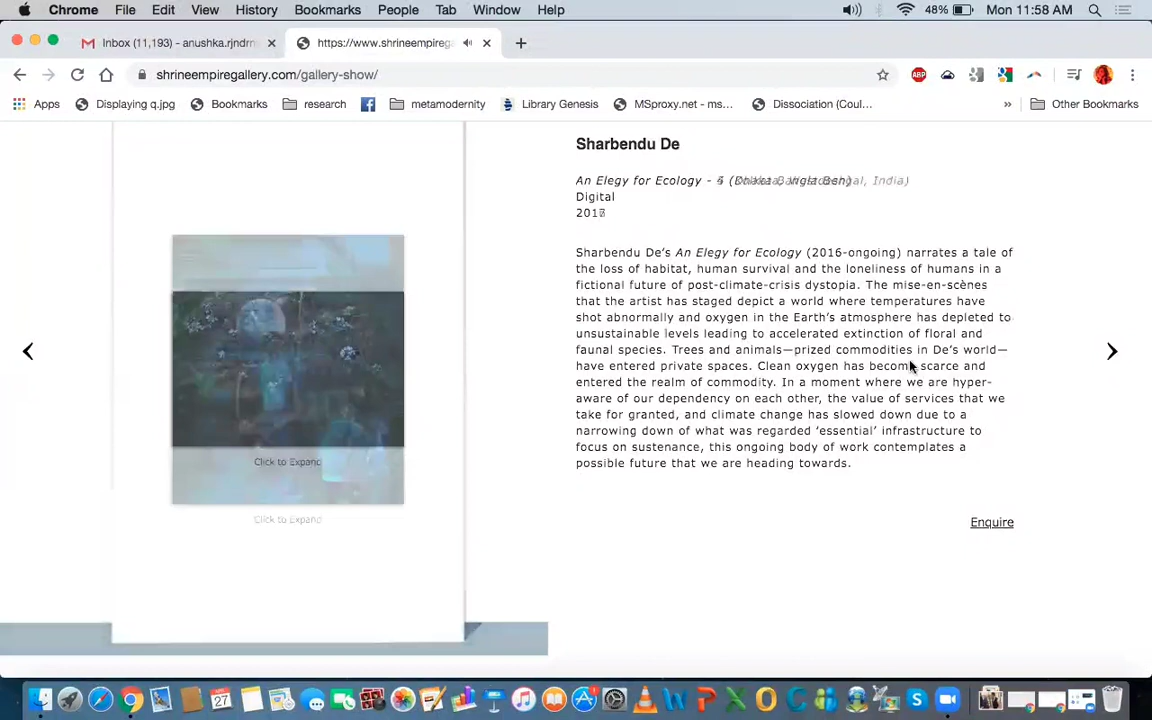 Chrome File Edit View History Bookmarks People Tab Window Help 48% Mon 11:58 AM
Inbox (11,193) - anushka.rjndrn × https://www.shrineempirega × +
shrineempiregallery.com/gallery-show/
Apps Displaying q.jpg Bookmarks research metamodernity Library Genesis MSproxy.net - ms... Dissociation (Coul... » Other Bookmarks
Sharbendu De
An Elegy for Ecology -
Digital
Sharbendu De's An Elegy for Ecology (2016-ongoing) narrates a tale of
the loss of habitat, human survival and the loneliness of humans in a
fictional future of post-climate-crisis dystopia. The mise-en-scènes
that the artist has staged depict a world where temperatures have
shot abnormally and oxygen in the Earth's atmosphere has depleted to
unsustainable levels leading to accelerated extinction of floral and
faunal species. Trees and animals—prized commodities in De's world—
have entered private spaces. Clean oxygen has become scarce and
entered the realm of commodity. In a moment where we are hyper-
aware of our dependency on each other, the value of services that we
take for granted, and climate change has slowed down due to a
narrowing down of what was regarded ‘essential’ infrastructure to
focus on sustenance, this ongoing body of work contemplates a
possible future that we are heading towards.
Click to Expand
Click to Expand
Enquire